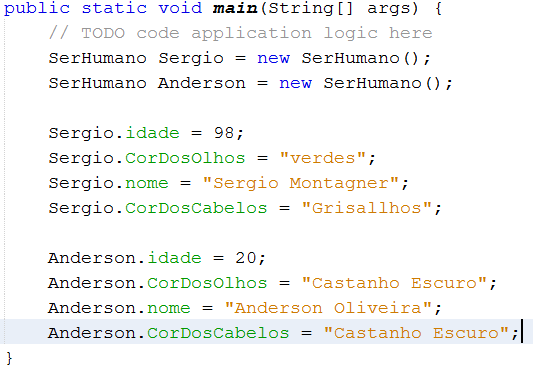 public static void main(String[] args) {
// TODO code application logic here
SerHumano Sergio = new SerHumano();
SerHumano Anderson = new SerHumano();
Sergio.idade = 98;
Sergio.CorDosOlhos = "verdes";
Sergio.nome = "Sergio Montagner";
Sergio.CorDosCabelos = "Grisallhos";
Anderson.idade = 20;
Anderson.CorDosOlhos = "Castanho Escuro";
Anderson.nome = "Anderson Oliveira";
Anderson.CorDosCabelos = "Castanho Escuro";
}